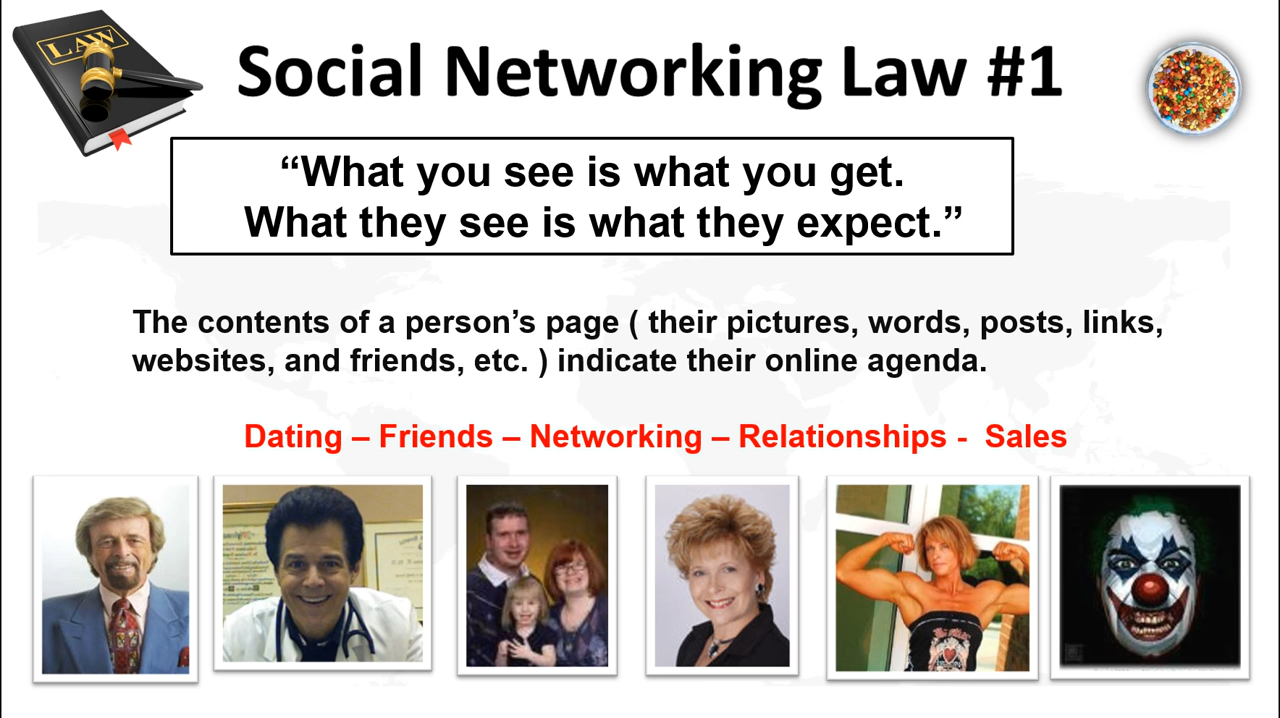 LAW
Social Networking Law #1
“What you see is what you get.
What they see is what they expect.”
The contents of a person’s page ( their pictures, words, posts, links,
websites, and friends, etc. ) indicate their online agenda.
Dating – Friends – Networking – Relationships -  Sales